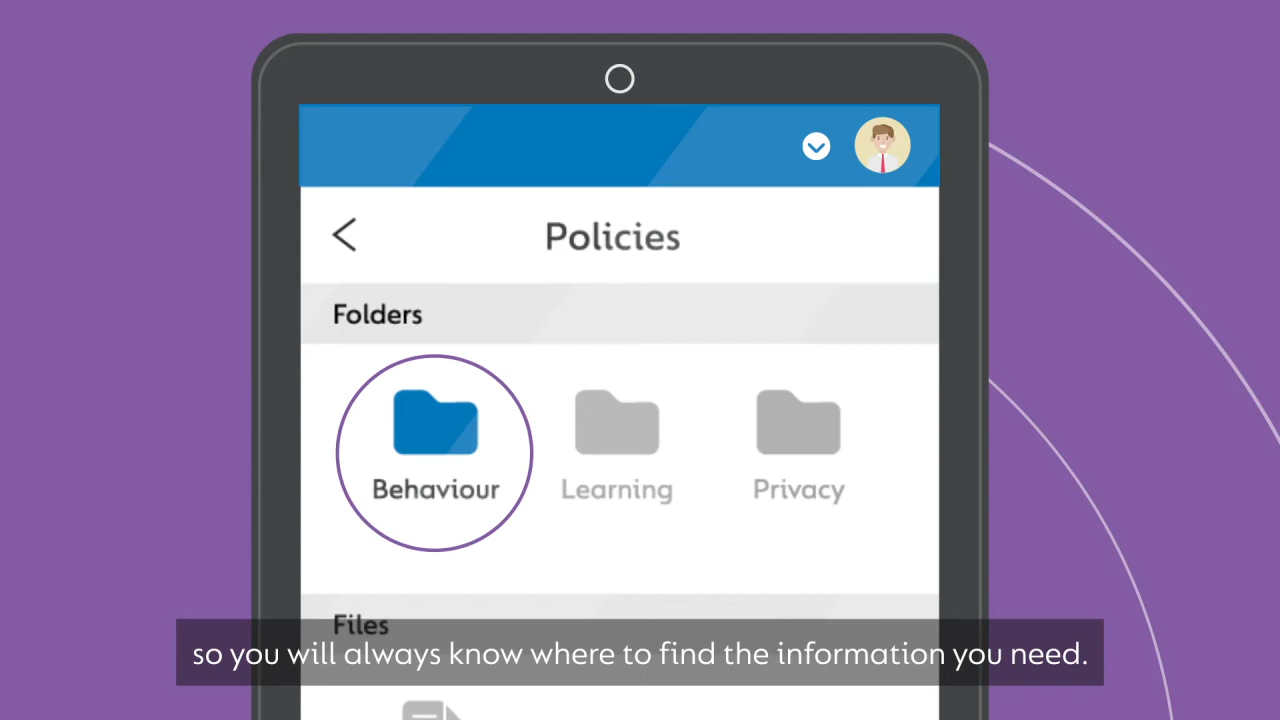 Policies
Folders
Behaviour
Learning
Privacy
Files
so you will always know where to find the information you need.